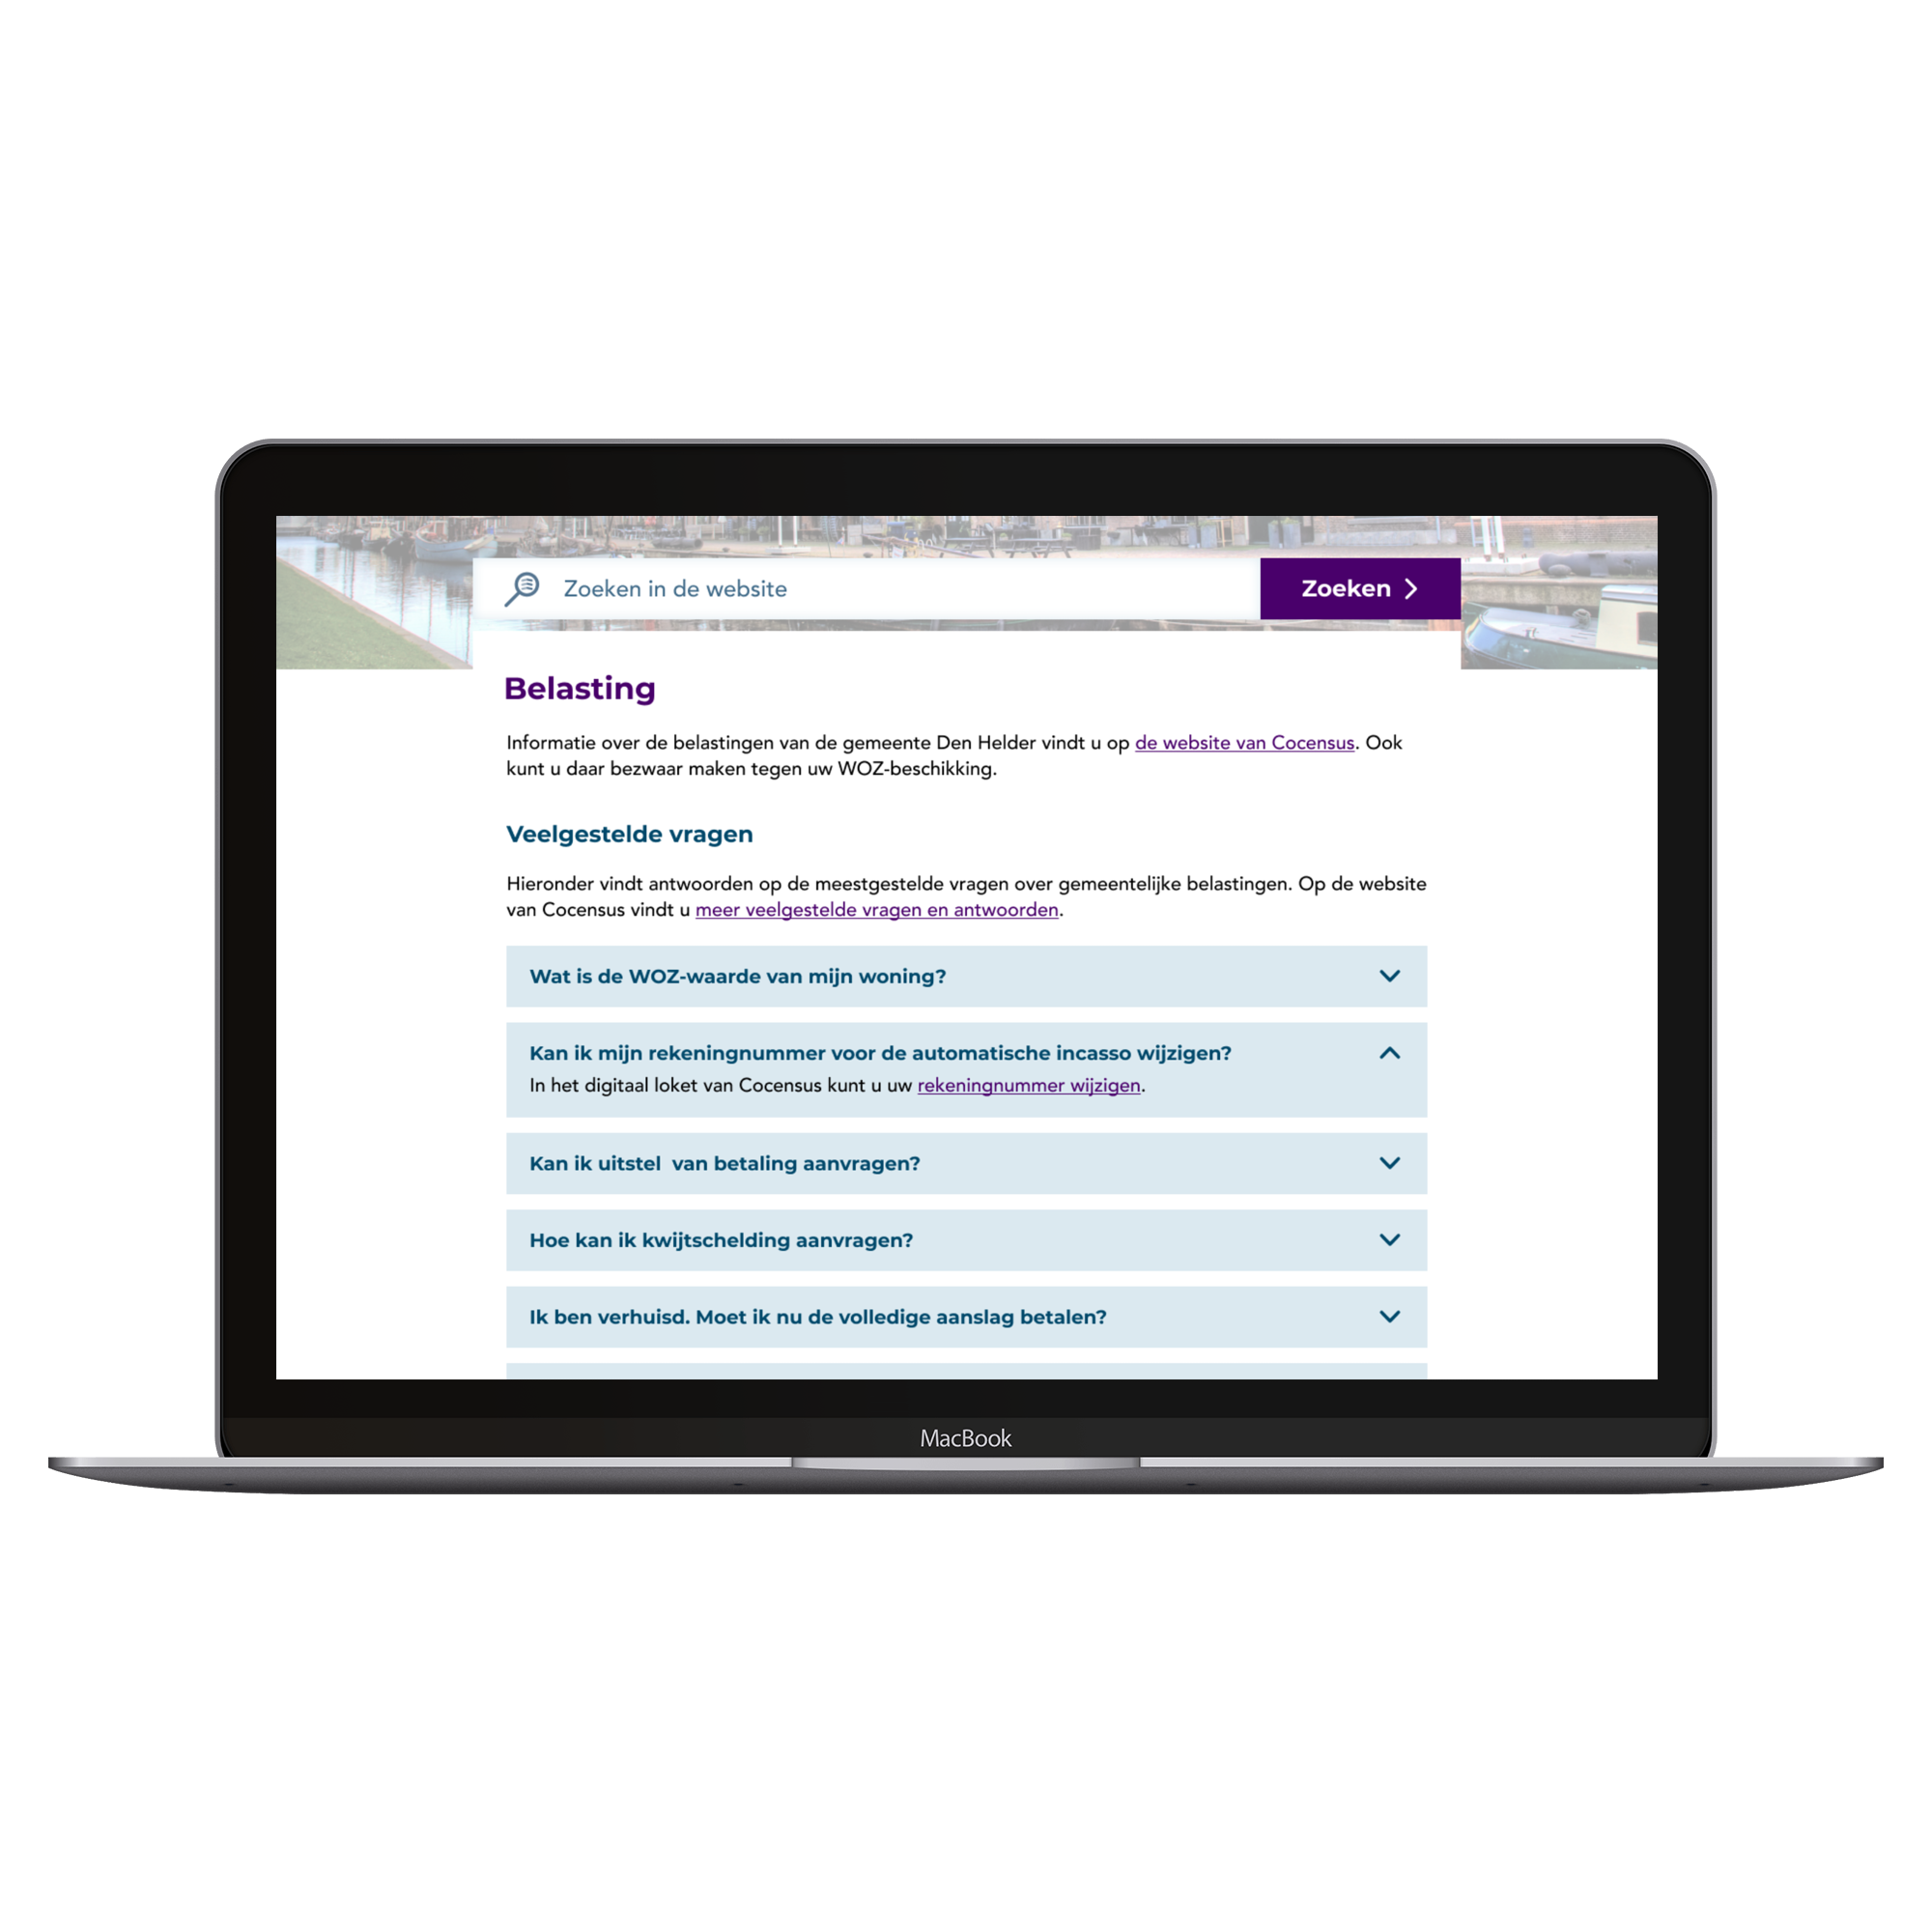 Zoeken in de website
Zoeken
Belasting
Informatie over de belastingen van de gemeente Den Helder vindt u op de website van Cocensus. Ook
kunt u daar bezwaar maken tegen uw WOZ-beschikking.
Veelgestelde vragen
Hieronder vindt antwoorden op de meestgestelde vragen over gemeentelijke belastingen. Op de website
van Cocensus vindt u meer veelgestelde vragen en antwoorden.
Wat is de WOZ-waarde van mijn woning?
Kan ik mijn rekeningnummer voor de automatische incasso wijzigen?
In het digitaal loket van Cocensus kunt u uw rekeningnummer wijzigen.
Kan ik uitstel  van betaling aanvragen?
Hoe kan ik kwijtschelding aanvragen?
Ik ben verhuisd. Moet ik nu de volledige aanslag betalen?
MacBook